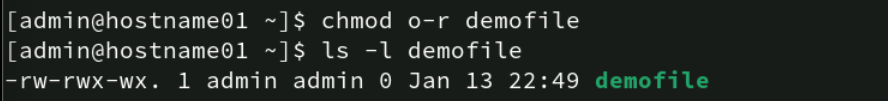 [admin@hostname01 ~]$ chmod o-r demofile
[admin@hostname01 ~]$ ls -l demofile
-rw-rwx-wx. 1 admin admin 0 Jan 13 22:49 demofile